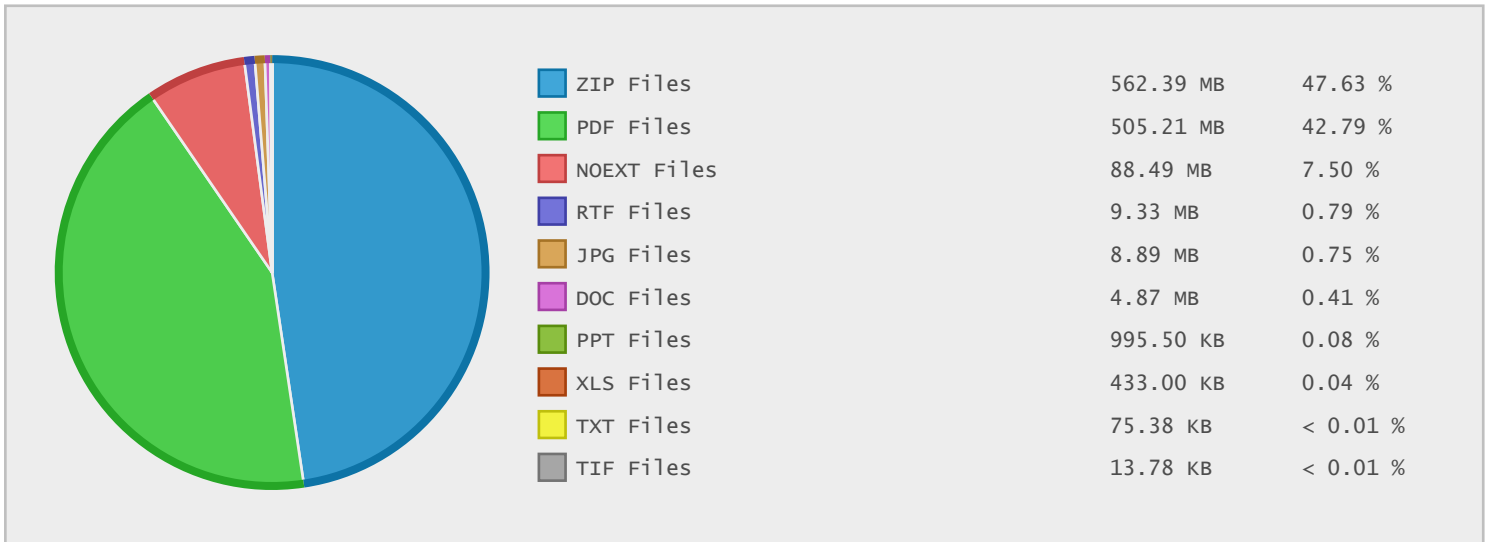 ZIP Files 562.39 MB 47.63 %
PDF Files 505.21 MB 42.79 %
NOEXT Files 88.49 MB 7.50 %
RTF Files 9.33 MB 0.79 %
JPG Files 8.89 MB 0.75 %
DOC Files 4.87 MB 0.41 %
PPT Files 995.50 KB 0.08 %
XLS Files 433.00 KB 0.04 %
TXT Files 75.38 KB < 0.01 %
TIF Files 13.78 KB < 0.01 %